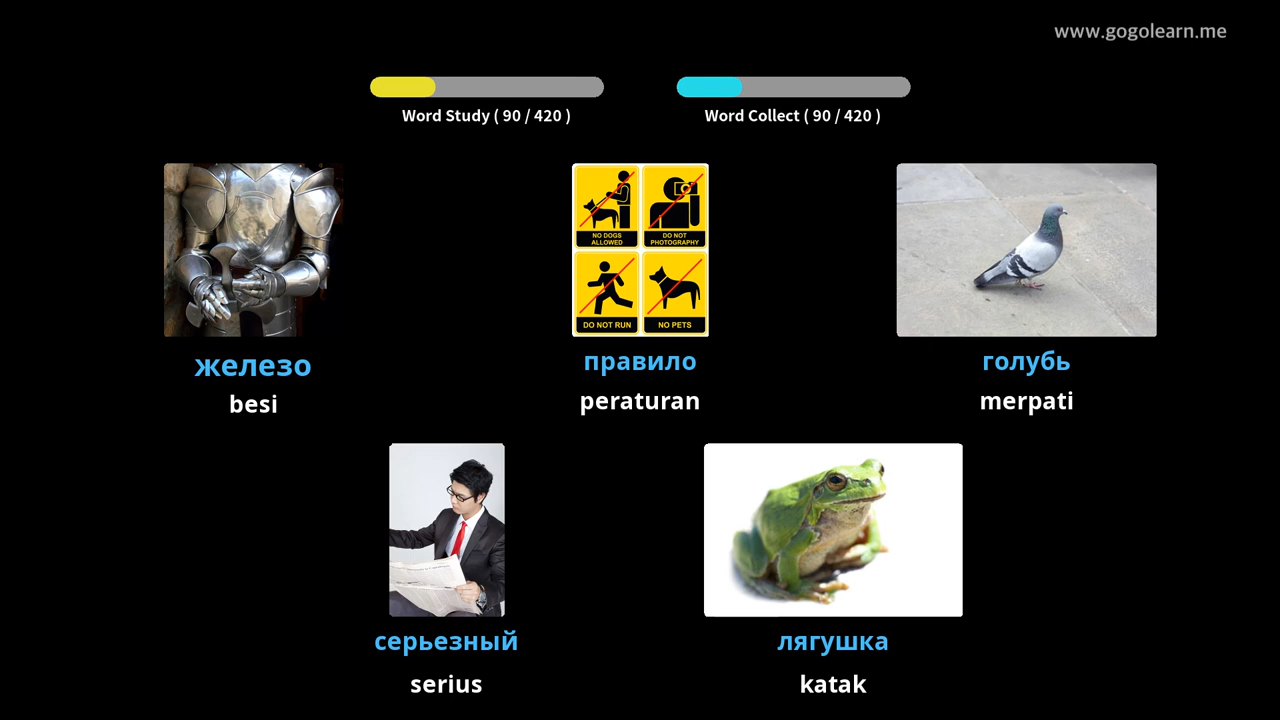 www.gogolearn.me
Word Study ( 90 / 420 )
Word Collect ( 90 / 420 )
NO DOGS
ALLOWED
DO NOT
PHOTOGRAPHY
DO NOT RUN
NO PETS
железо
besi
правило
peraturan
голубь
merpati
серьезный
serius
лягушка
katak